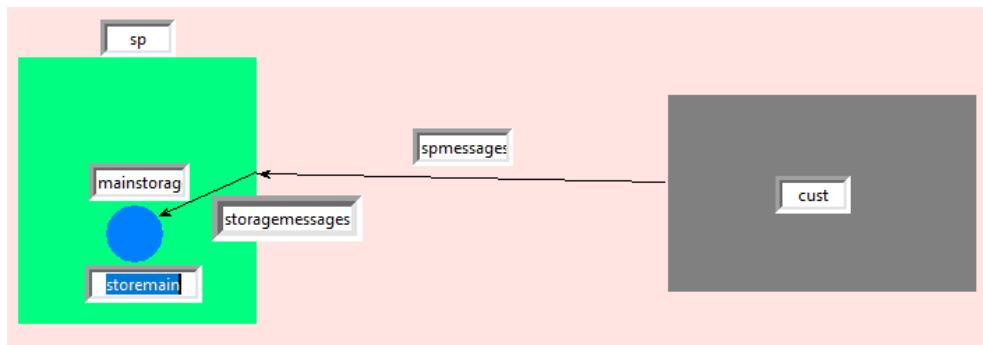 sp
spmessages
mainstorag
cust
storagemessages
storemain